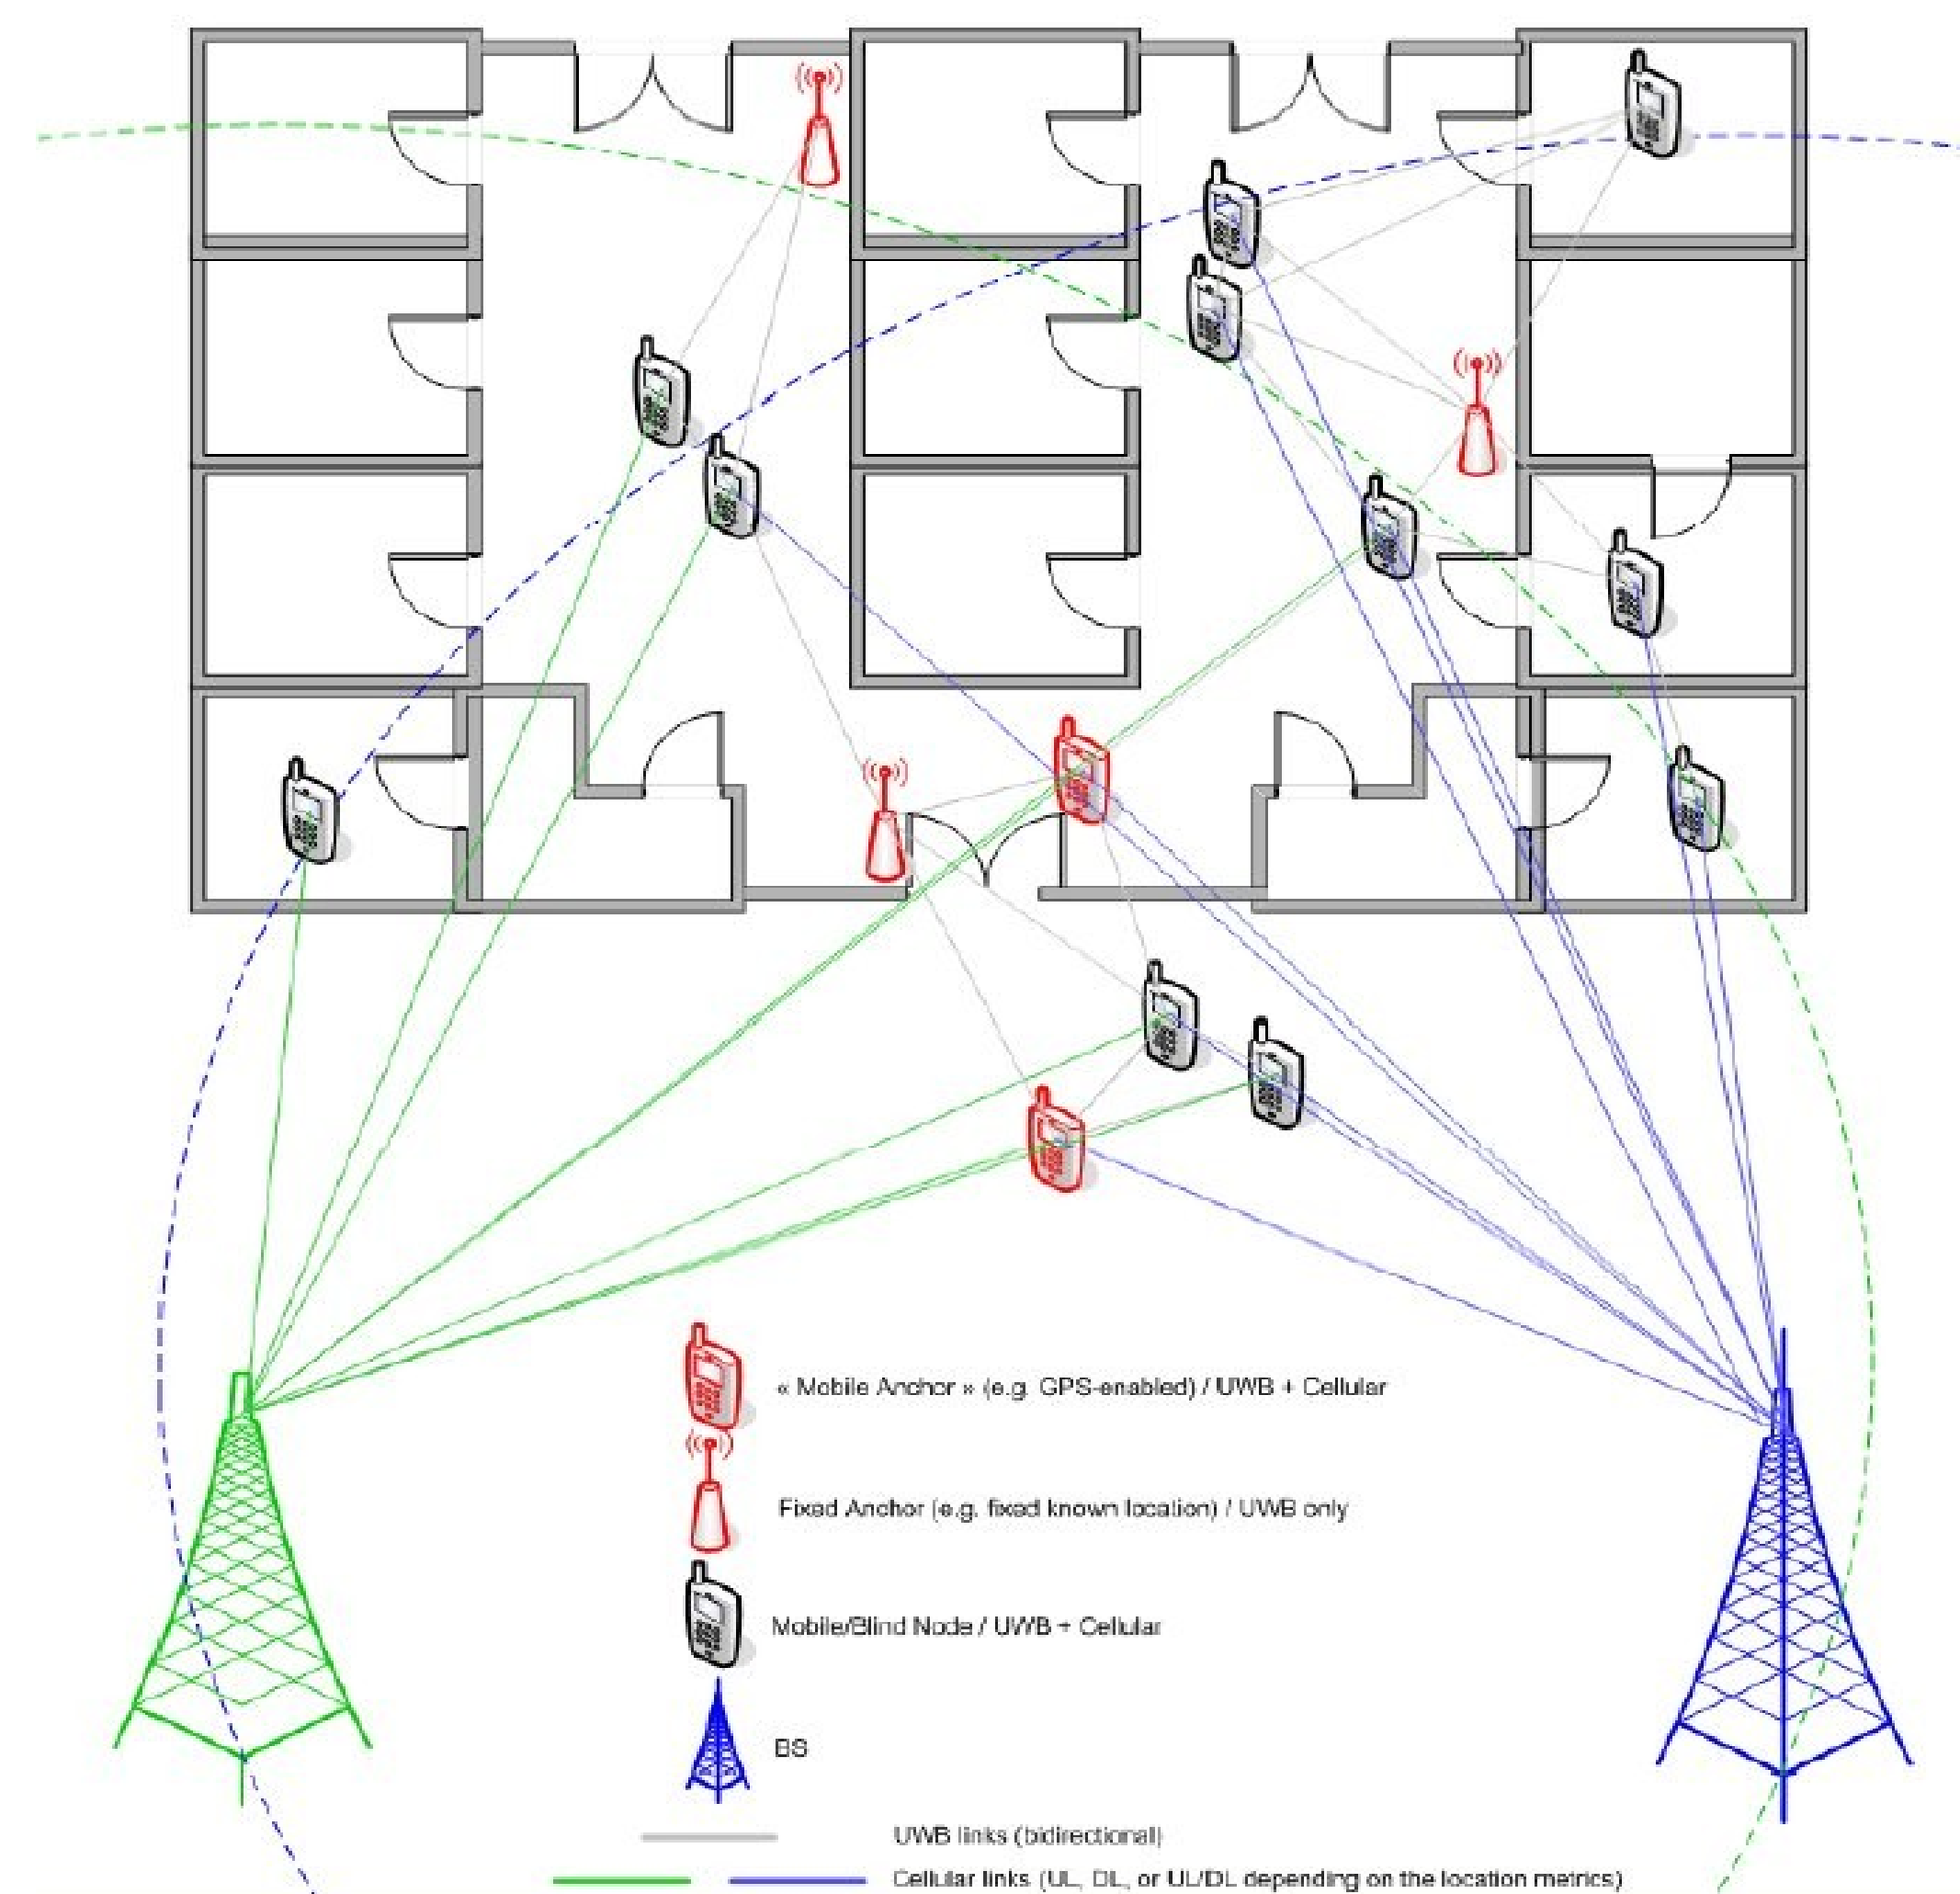 « Mobile Anchor » (e.g. GPS-enabled) / UWB + Cellular
Fixed Anchor (e.g. fixed known location) / UWB only
Mobile/Blind Node / UWB + Cellular
BS
UWB links (bidirectional)
Cellular links (UL, DL, or UL/DL depending on the location metrics)